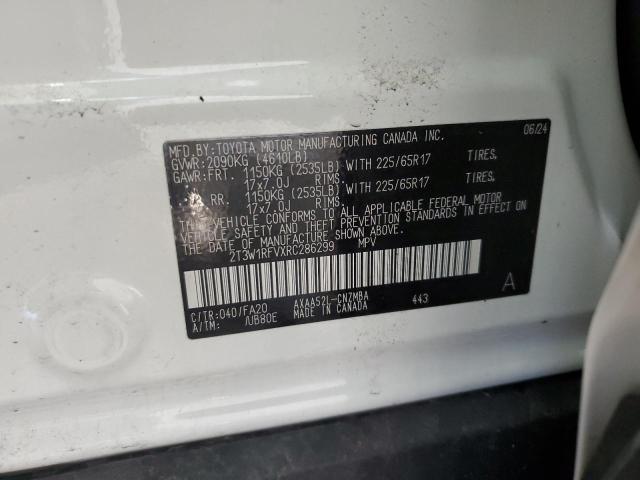 MFD.BY:TOYOTA MOTOR MANUFACTURING CANADA INC. 06/24
GVWR:2090KG (4610LB)
GAWR:FRT. 1150KG (2535LB) WITH 225/65R17 TIRES,
17x7.0J RIMS.
RR. 1150KG (2535LB) WITH 225/65R17 TIRES,
17x7.0J RIMS.
THIS VEHICLE CONFORMS TO ALL APPLICABLE FEDERAL MOTOR
VEHICLE SAFETY AND THEFT PREVENTION STANDARDS IN EFFECT ON
THE DATE OF MANUFACTURE SHOWN ABOVE.
2T3W1RFVXRC286299 MPV
A
C/TR:040/FA20 AXAA52L-CNZMBA 443
A/TM: /UB80E MADE IN CANADA